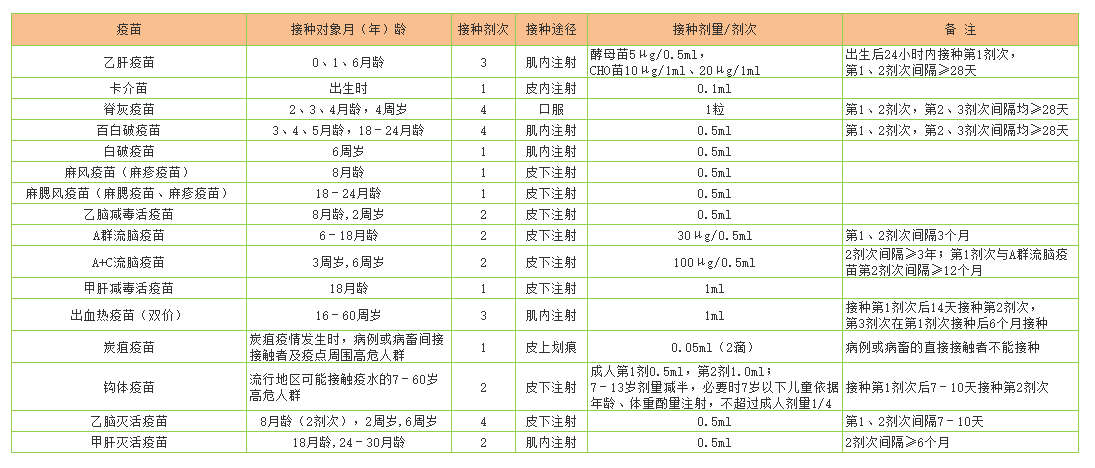 疫苗 接种对象月（年）龄 接种剂次 接种途径 接种剂量/剂次 备 注
乙肝疫苗 0、1、6月龄 3 肌内注射 酵母苗5μg/0.5ml， 出生后24小时内接种第1剂次，
CHO苗10μg/1ml、20μg/1ml 第1、2剂次间隔≥28天
卡介苗 出生时 1 皮内注射 0.1ml
脊灰疫苗 2、3、4月龄，4周岁 4 口服 1粒 第1、2剂次，第2、3剂次间隔均≥28天
百白破疫苗 3、4、5月龄，18－24月龄 4 肌内注射 0.5ml 第1、2剂次，第2、3剂次间隔均≥28天
白破疫苗 6周岁 1 肌内注射 0.5ml
麻风疫苗（麻疹疫苗） 8月龄 1 皮下注射 0.5ml
麻腮风疫苗（麻腮疫苗、麻疹疫苗） 18－24月龄 1 皮下注射 0.5ml
乙脑减毒活疫苗 8月龄,2周岁 2 皮下注射 0.5ml
A群流脑疫苗 6－18月龄 2 皮下注射 30μg/0.5ml 第1、2剂次间隔3个月
A+C流脑疫苗 3周岁,6周岁 2 皮下注射 100μg/0.5ml 2剂次间隔≥3年；第1剂次与A群流脑疫
苗第2剂次间隔≥12个月
甲肝减毒活疫苗 18月龄 1 皮下注射 1ml
出血热疫苗（双价） 16－60周岁 3 肌内注射 1ml 接种第1剂次后14天接种第2剂次，
第3剂次在第1剂次接种后6个月接种
炭疽疫苗 炭疽疫情发生时，病例或病畜间接 1 皮上划痕 0.05ml（2滴） 病例或病畜的直接接触者不能接种
接触者及疫点周围高危人群
钩体疫苗 流行地区可能接触疫水的7－60岁 2 皮下注射 成人第1剂0.5ml，第2剂1.0ml； 接种第1剂次后7－10天接种第2剂次
高危人群 7－13岁剂量减半，必要时7岁以下儿童依据
年龄、体重酌量注射，不超过成人剂量1/4
乙脑灭活疫苗 8月龄（2剂次），2周岁,6周岁 4 皮下注射 0.5ml 第1、2剂次间隔7－10天
甲肝灭活疫苗 18月龄,24－30月龄 2 肌内注射 0.5ml 2剂次间隔≥6个月